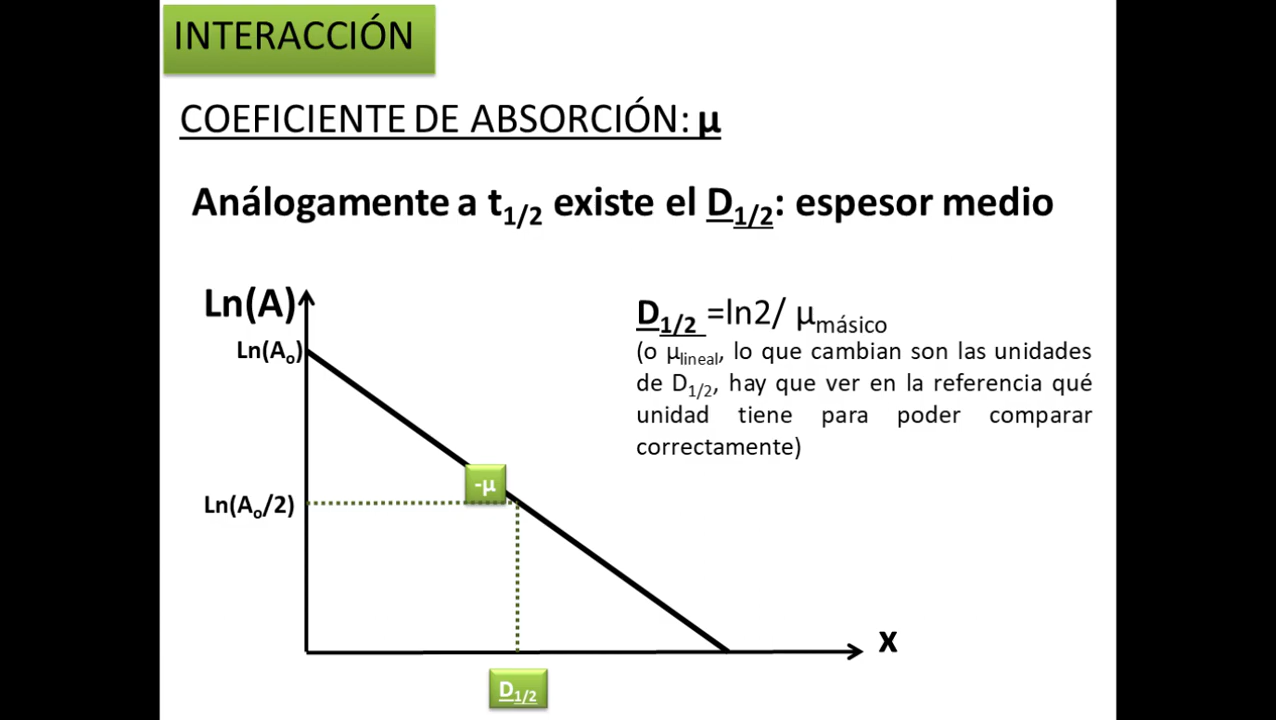 INTERACCIÓN
COEFICIENTE DE ABSORCIÓN: μ
Análogamente a t1/2 existe el D1/2: espesor medio
Ln(A)
Ln(Ao)
D1/2 =ln2/ μmásico
(o μlineal, lo que cambian son las unidades
de D1/2, hay que ver en la referencia qué
unidad tiene para poder comparar
correctamente)
-μ
Ln(Ao/2)
x
D1/2